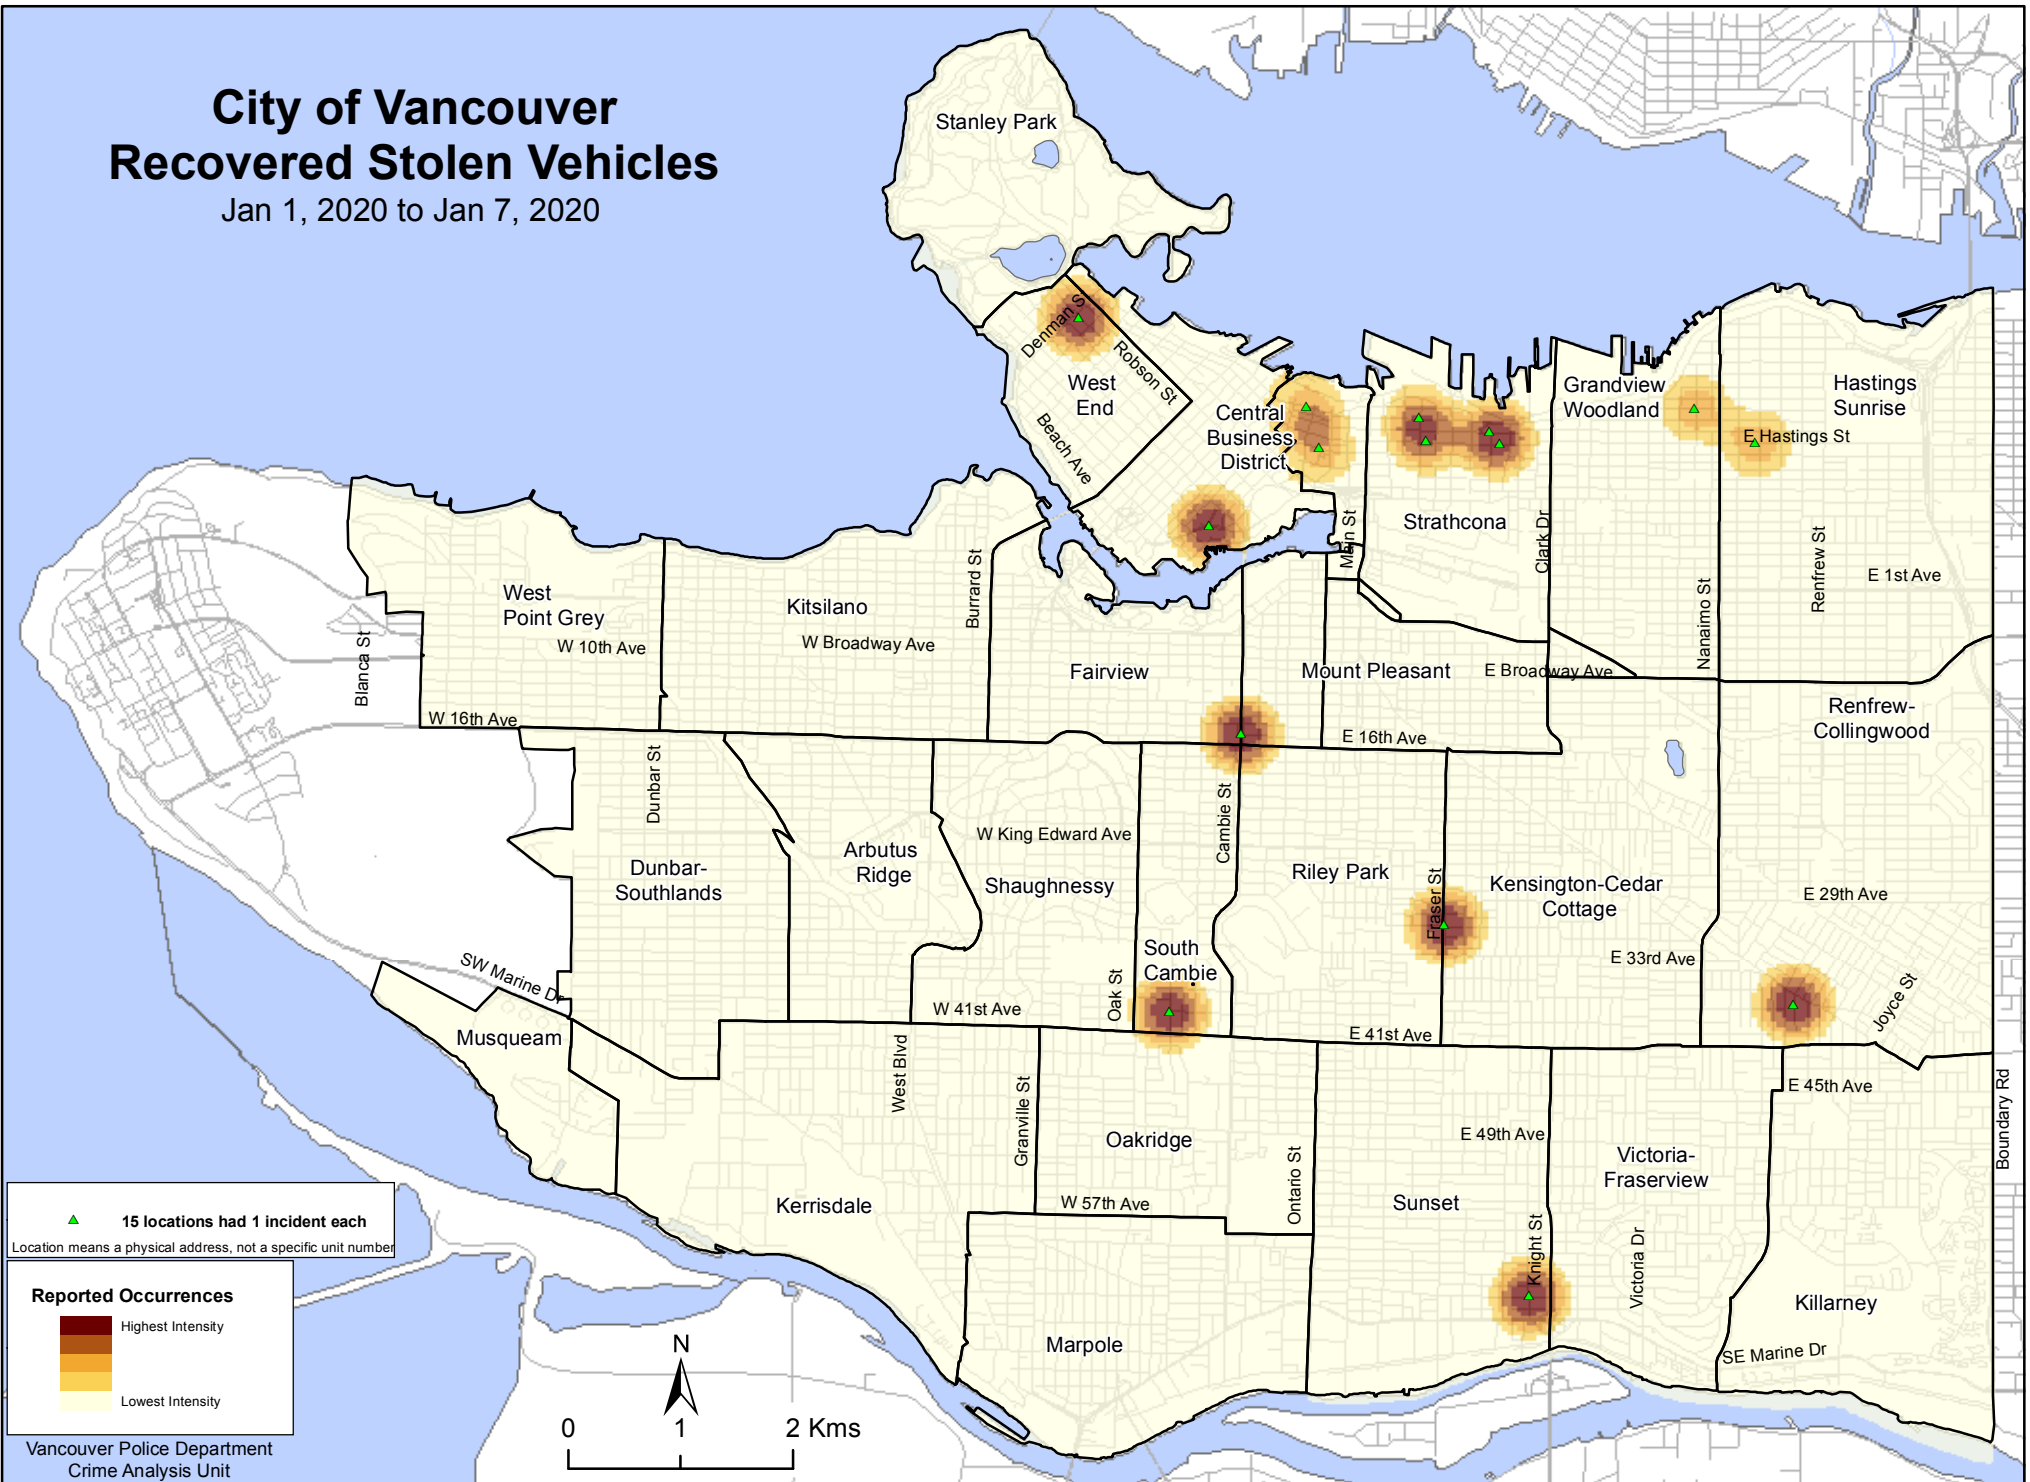 City of Vancouver
Recovered Stolen Vehicles
Jan 1, 2020 to Jan 7, 2020
Stanley Park
Denman S
Robson St
West
End
Beach Ave
Central
Business
District
Main St
Strathcona
Clark Dr
Grandview
Woodland
Hastings
Sunrise
E Hastings St
Nanaimo St
Renfrew St
E 1st Ave
West
Point Grey
W 10th Ave
Blanca St
W 16th Ave
Kitsilano
W Broadway Ave
Burrard St
Fairview
Mount Pleasant
E Broadway Ave
E 16th Ave
Renfrew-
Collingwood
Dunbar St
Dunbar-
Southlands
Arbutus
Ridge
W King Edward Ave
Shaughnessy
Cambie St
Riley Park
Fraser St
Kensington-Cedar
Cottage
E 29th Ave
E 33rd Ave
South
Cambie
Oak St
W 41st Ave
E 41st Ave
Joyce St
SW Marine Dr
Musqueam
West Blvd
Granville St
E 45th Ave
Boundary Rd
Oakridge
E 49th Ave
Ontario St
W 57th Ave
Kerrisdale
Sunset
Victoria-
Fraserview
Knight St
Victoria Dr
Killarney
SE Marine Dr
Marpole
15 locations had 1 incident each
Location means a physical address, not a specific unit number
Reported Occurrences
Highest Intensity
Lowest Intensity
Vancouver Police Department
Crime Analysis Unit
N
0 1 2 Kms